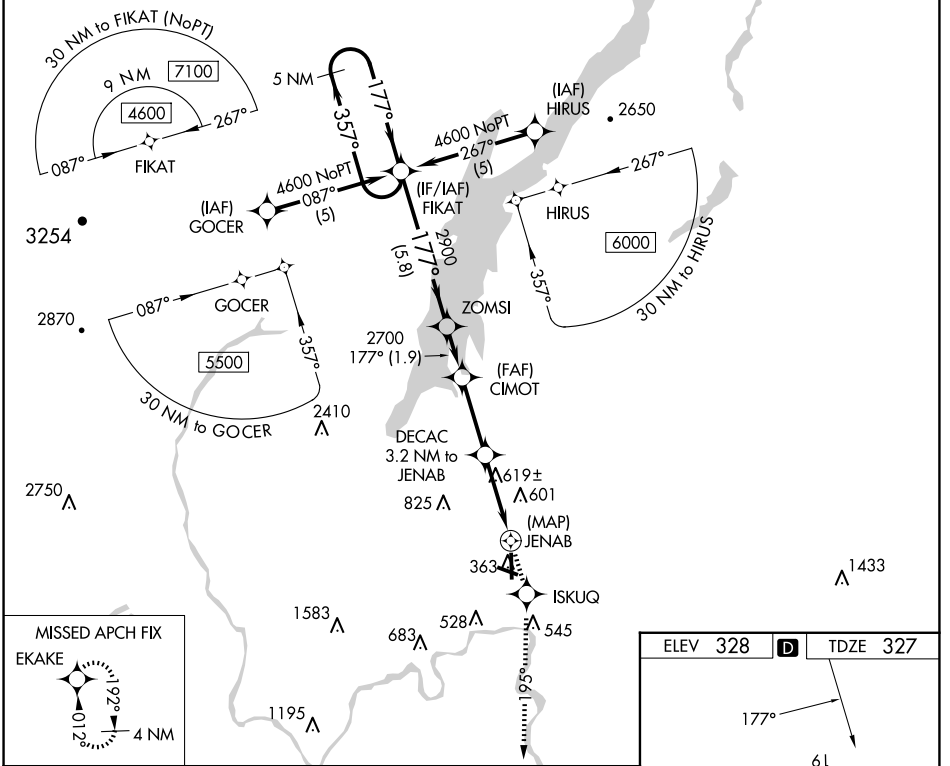 30 NM to FIKAT (NoPT)
7100
9 NM
4600
087°
267°
FIKAT
5 NM
177°
357°
(IAF)
HIRUS
2650
4600 NoPT
267°
(5)
4600 NoPT
087°
(5)
(IF/IAF)
FIKAT
(IAF)
GOCER
267°
HIRUS
6000
357°
30 NM to HIRUS
3254
2900
177°
(5.8)
087°
GOCER
357°
5500
30 NM to GOCER
2870
ZOMSI
2700
177° (1.9)
(FAF)
CIMOT
2410
DECAC
3.2 NM to
JENAB
619±
601
825
2750
(MAP)
JENAB
363
ISKUQ
1433
1583
683
528
545
195°
1195
MISSED APCH FIX
EKAKE
192°
012°
4 NM
ELEV 328 D TDZE 327
177°
6L